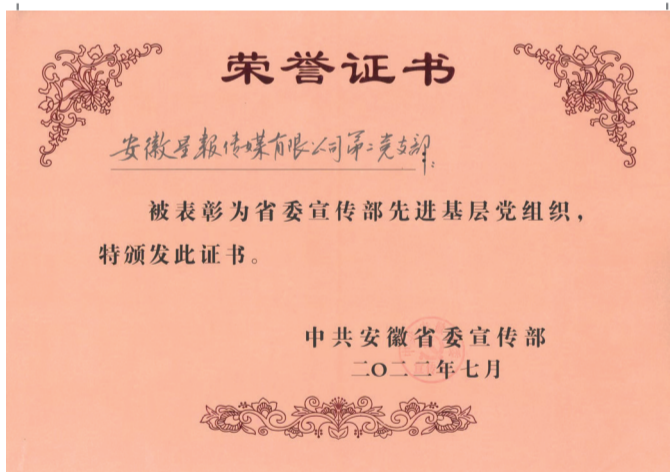 荣誉证书
安徽星报传媒有限公司第二党支部：
被表彰为省委宣传部先进基层党组织，
特颁发此证书。
中共安徽省委宣传部
二〇二二年七月